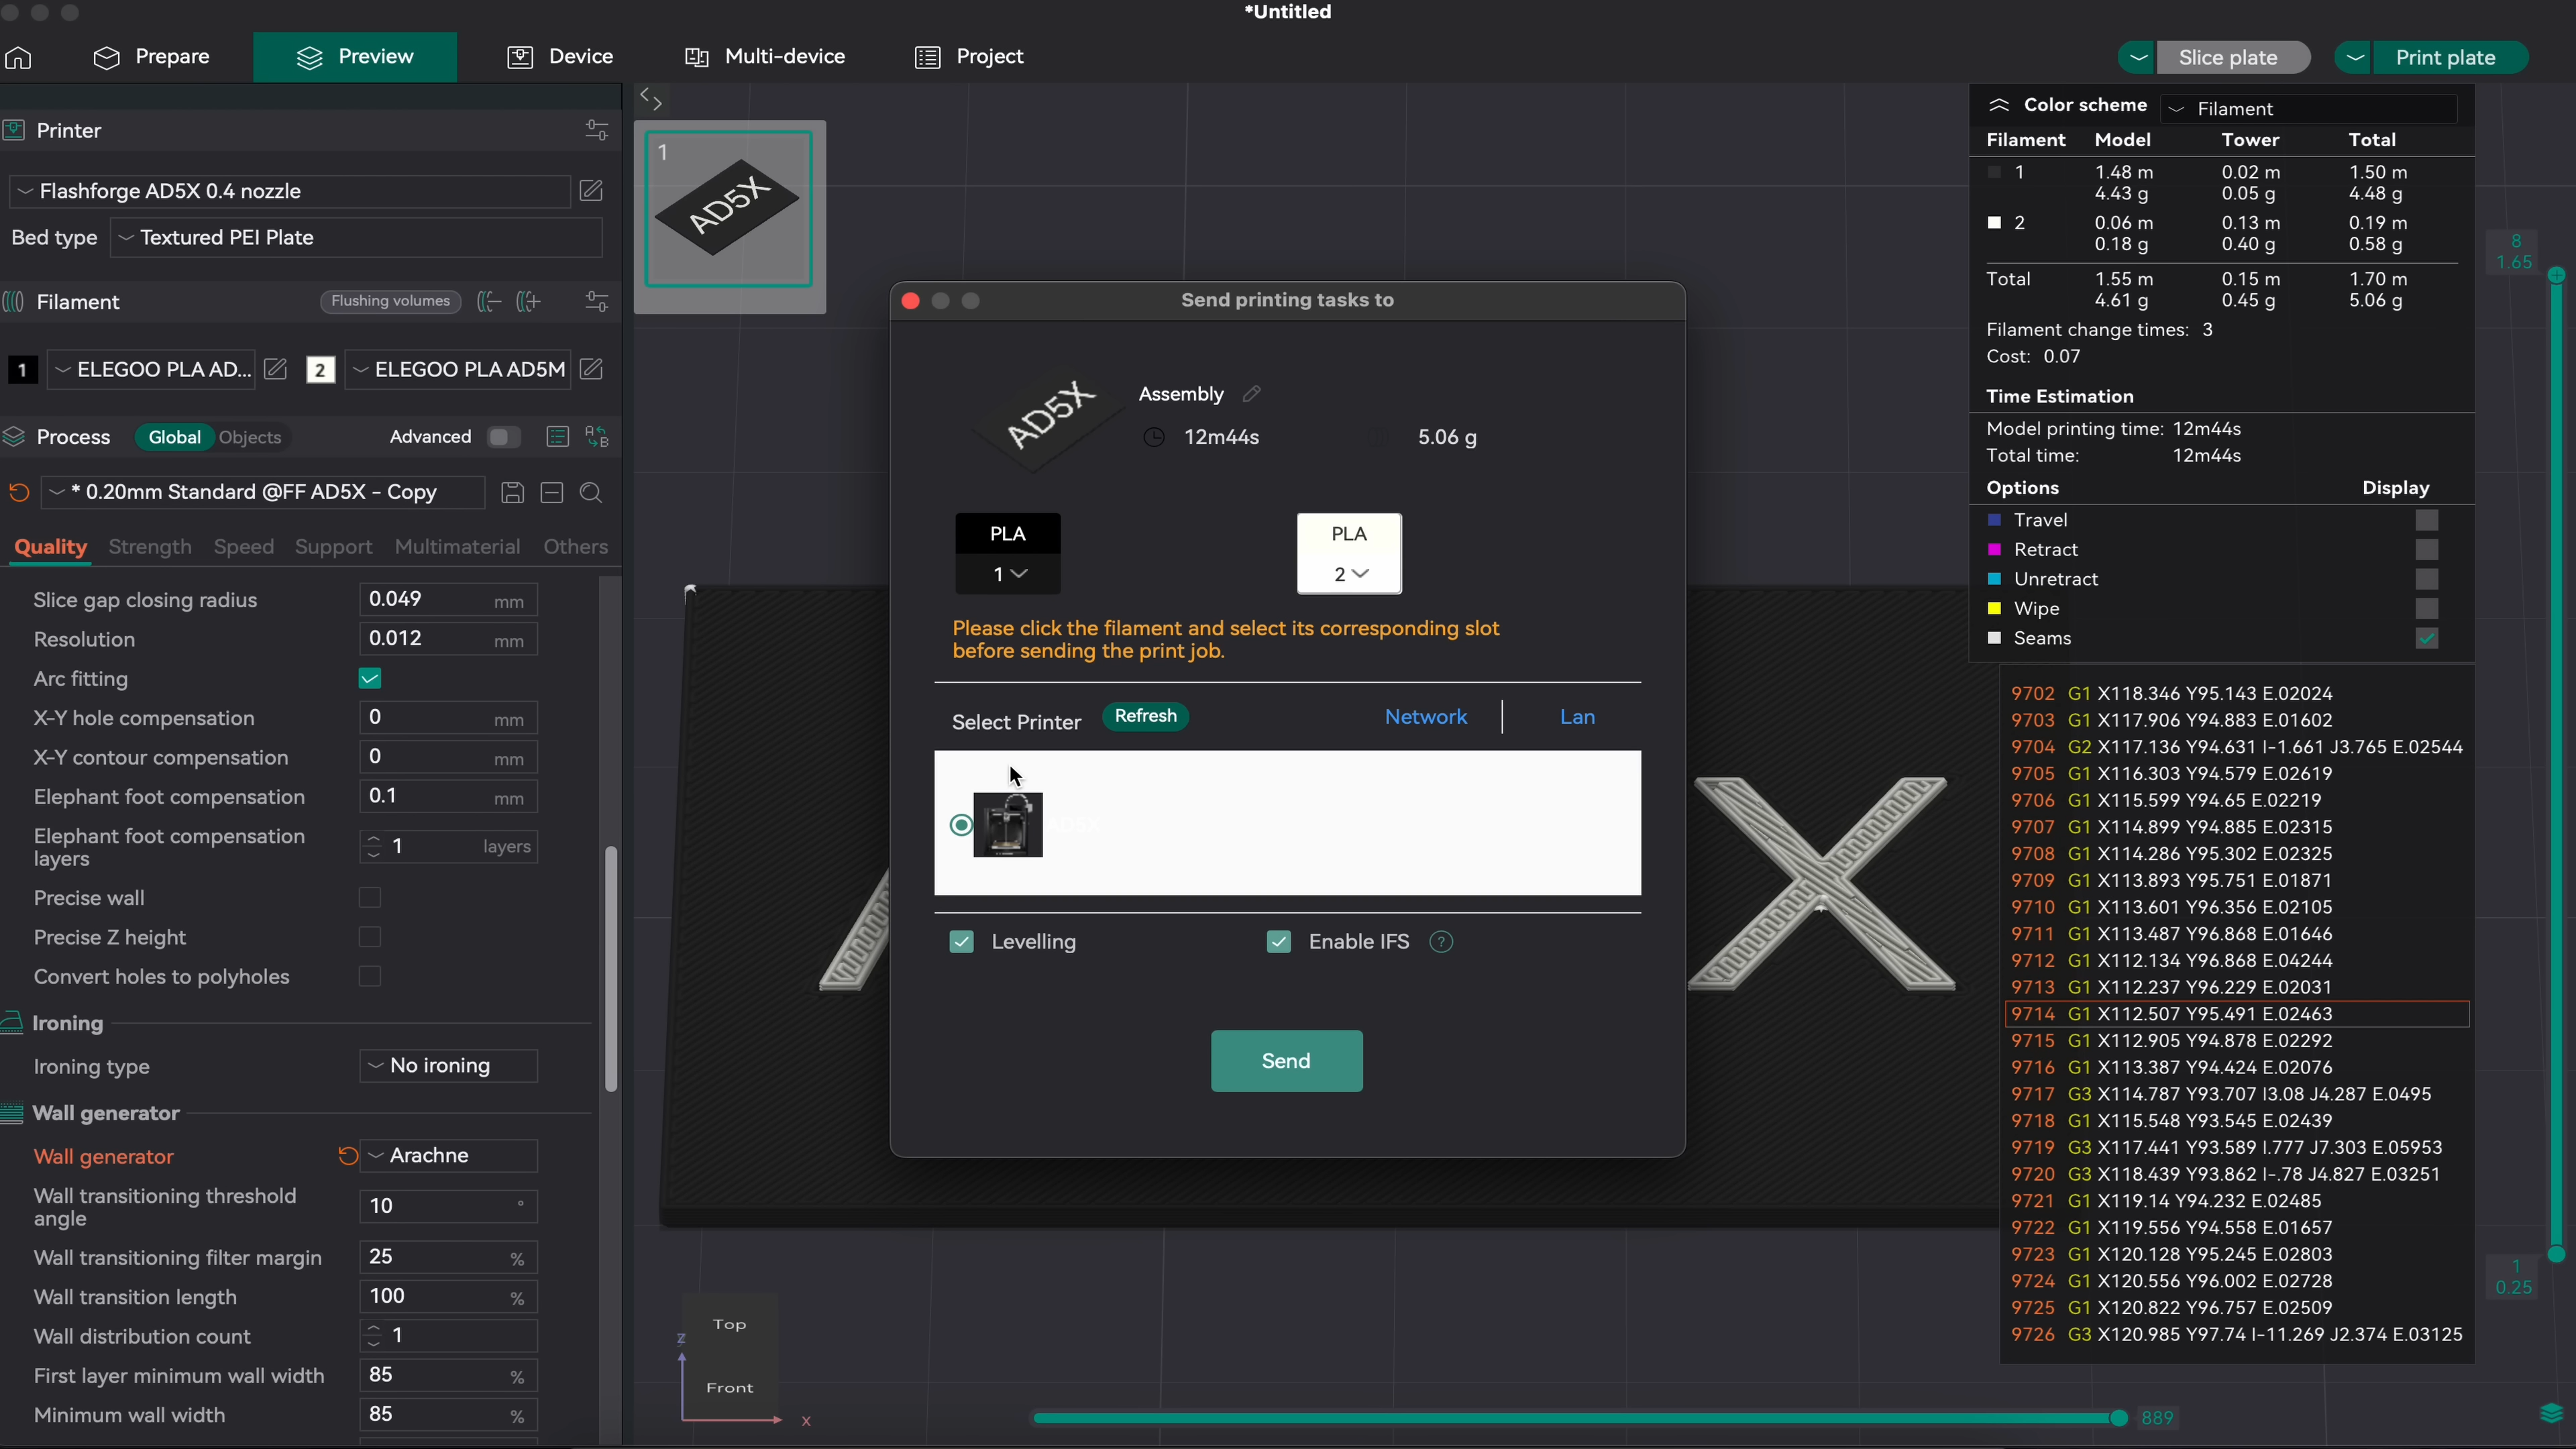 *Untitled
Prepare
Preview
Device
Multi-device
Project
Slice plate
Print plate
Printer
Flashforge AD5X 0.4 nozzle
Bed type
Textured PEI Plate
Filament
Flushing volumes
1
ELEGOO PLA AD...
2
ELEGOO PLA AD5M
Process
Global
Objects
Advanced
* 0.20mm Standard @FF AD5X - Copy
Quality
Strength
Speed
Support
Multimaterial
Others
Slice gap closing radius
0.049 mm
Resolution
0.012 mm
Arc fitting
X-Y hole compensation
0 mm
X-Y contour compensation
0 mm
Elephant foot compensation
0.1 mm
Elephant foot compensation
layers
1 layers
Precise wall
Precise Z height
Convert holes to polyholes
Ironing
Ironing type
No ironing
Wall generator
Wall generator
Arachne
Wall transitioning threshold
angle
10 °
Wall transitioning filter margin
25 %
Wall transition length
100 %
Wall distribution count
1
First layer minimum wall width
85 %
Minimum wall width
85 %
1
AD5X
Send printing tasks to
AD5X
Assembly
12m44s
5.06 g
PLA
1
PLA
2
Please click the filament and select its corresponding slot
before sending the print job.
Select Printer
Refresh
Network
Lan
Levelling
Enable IFS
?
Send
Top
Front
Z
X
889
Color scheme
Filament
Filament Model Tower Total
1 1.48 m 0.02 m 1.50 m
4.43 g 0.05 g 4.48 g
2 0.06 m 0.13 m 0.19 m
0.18 g 0.40 g 0.58 g
Total 1.55 m 0.15 m 1.70 m
4.61 g 0.45 g 5.06 g
Filament change times: 3
Cost: 0.07
Time Estimation
Model printing time: 12m44s
Total time: 12m44s
Options Display
Travel
Retract
Unretract
Wipe
Seams
9702 G1 X118.346 Y95.143 E.02024
9703 G1 X117.906 Y94.883 E.01602
9704 G2 X117.136 Y94.631 I-1.661 J3.765 E.02544
9705 G1 X116.303 Y94.579 E.02619
9706 G1 X115.599 Y94.65 E.02219
9707 G1 X114.899 Y94.885 E.02315
9708 G1 X114.286 Y95.302 E.02325
9709 G1 X113.893 Y95.751 E.01871
9710 G1 X113.601 Y96.356 E.02105
9711 G1 X113.487 Y96.868 E.01646
9712 G1 X112.134 Y96.868 E.04244
9713 G1 X112.237 Y96.229 E.02031
9714 G1 X112.507 Y95.491 E.02463
9715 G1 X112.905 Y94.878 E.02292
9716 G1 X113.387 Y94.424 E.02076
9717 G3 X114.787 Y93.707 I3.08 J4.287 E.0495
9718 G1 X115.548 Y93.545 E.02439
9719 G3 X117.441 Y93.589 I.777 J7.303 E.05953
9720 G3 X118.439 Y93.862 I-.78 J4.827 E.03251
9721 G1 X119.14 Y94.232 E.02485
9722 G1 X119.556 Y94.558 E.01657
9723 G1 X120.128 Y95.245 E.02803
9724 G1 X120.556 Y96.002 E.02728
9725 G1 X120.822 Y96.757 E.02509
9726 G3 X120.985 Y97.74 I-11.269 J2.374 E.03125
8
1.65
1
0.25